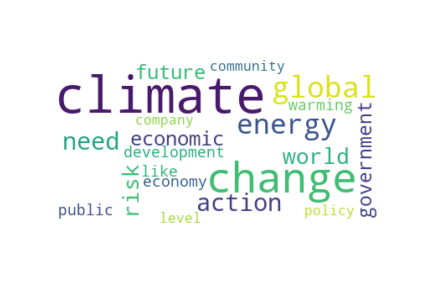 future
community
climate
global
company
warming
need
economic
energy
development
world
risk
like
economy
change
government
public
action
level
policy